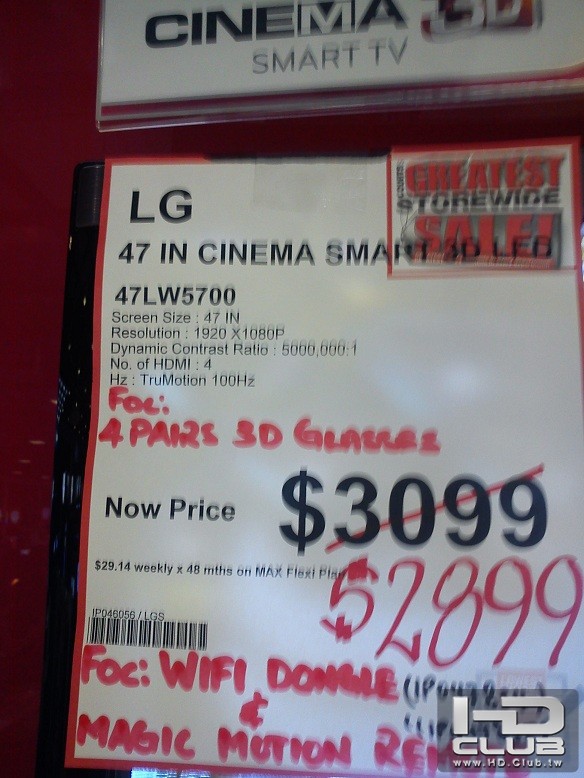 CINEMA 3D
SMART TV
COURTS
GREATEST
STOREWIDE
SALE!
LG
47 IN CINEMA SMART 3D LED
47LW5700
Screen Size : 47 IN
Resolution : 1920 X1080P
Dynamic Contrast Ratio : 5000,000:1
No. of HDMI : 4
Hz : TruMotion 100Hz
FOC:
4 PAIRS 3D GLASSES
Now Price $3099
$29.14 weekly x 48 mths on MAX Flexi Plan
$2899
IP046056 / LGS
FOC: WIFI DONGLE
&
MAGIC MOTION
HD
CLUB
www.HD.Club.tw